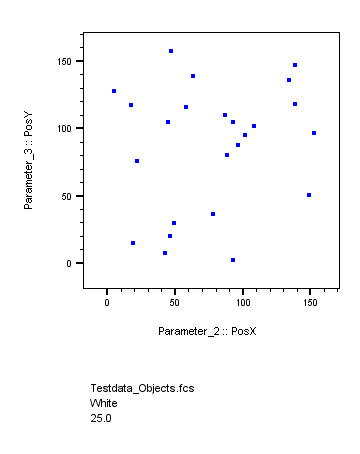 150
100
50
0
Parameter_3 :: PosY
0 50 100 150
Parameter_2 :: PosX
Testdata_Objects.fcs
White
25.0